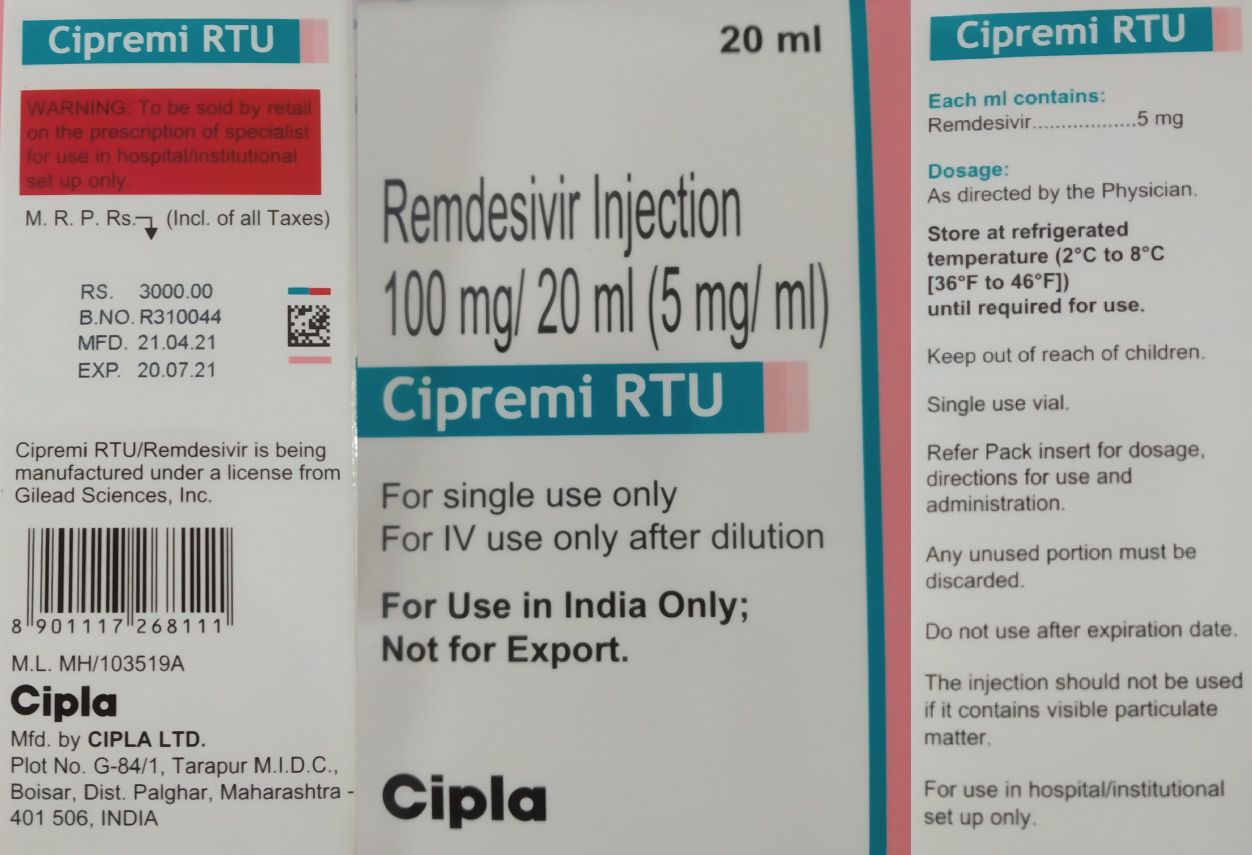 Cipremi RTU
WARNING: To be sold by retail
on the prescription of specialist
for use in hospital/institutional
set up only.
M. R. P. Rs. (Incl. of all Taxes)
RS. 3000.00
B.NO. R310044
MFD. 21.04.21
EXP. 20.07.21
Cipremi RTU/Remdesivir is being
manufactured under a license from
Gilead Sciences, Inc.
8 901117 268111
M.L. MH/103519A
Cipla
Mfd. by CIPLA LTD.
Plot No. G-84/1, Tarapur M.I.D.C.,
Boisar, Dist. Palghar, Maharashtra -
401 506, INDIA
20 ml
Remdesivir Injection
100 mg/ 20 ml (5 mg/ ml)
Cipremi RTU
For single use only
For IV use only after dilution
For Use in India Only;
Not for Export.
Cipla
Cipremi RTU
Each ml contains:
Remdesivir...................5 mg
Dosage:
As directed by the Physician.
Store at refrigerated
temperature (2°C to 8°C
[36°F to 46°F])
until required for use.
Keep out of reach of children.
Single use vial.
Refer Pack insert for dosage,
directions for use and
administration.
Any unused portion must be
discarded.
Do not use after expiration date.
The injection should not be used
if it contains visible particulate
matter.
For use in hospital/institutional
set up only.